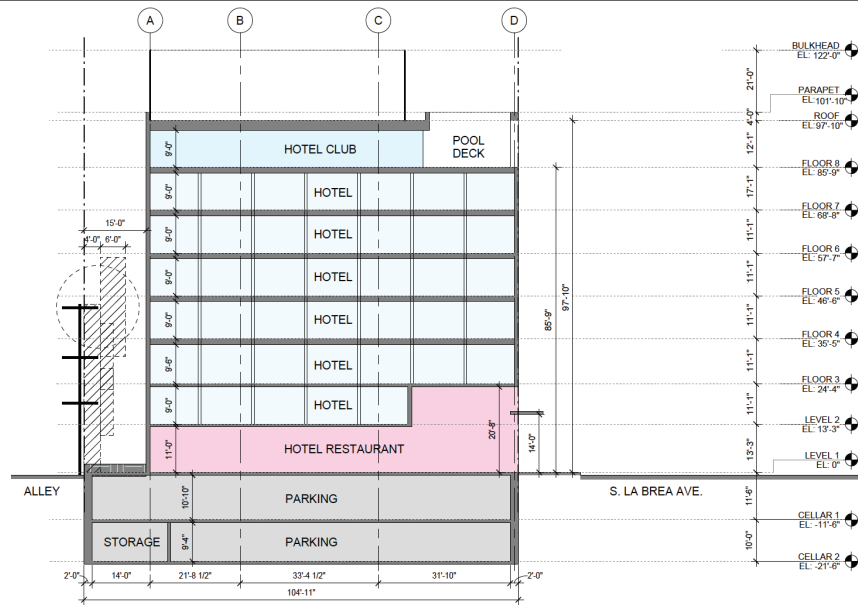 A
B
C
D
BULKHEAD
EL: 122'-0"
21'-0"
PARAPET
EL:101'-10"
4'-0"
ROOF
EL:97'-10"
12'-1"
9'-0"
HOTEL CLUB
POOL
DECK
FLOOR 8
EL: 85'-9"
9'-0"
HOTEL
17'-1"
FLOOR 7
EL: 68'-8"
15'-0"
4'-0"
6'-0"
9'-0"
HOTEL
11'-1"
FLOOR 6
EL: 57'-7"
9'-0"
HOTEL
11'-1"
FLOOR 5
EL: 46'-6"
9'-0"
HOTEL
85'-9"
97'-10"
11'-1"
FLOOR 4
EL: 35'-5"
9'-6"
HOTEL
11'-1"
FLOOR 3
EL: 24'-4"
9'-0"
HOTEL
20'-8"
11'-1"
LEVEL 2
EL: 13'-3"
11'-0"
HOTEL RESTAURANT
14'-0"
13'-3"
LEVEL 1
EL: 0"
ALLEY
S. LA BREA AVE.
10'-10"
PARKING
11'-6"
CELLAR 1
EL: -11'-6"
STORAGE
9'-4"
PARKING
10'-0"
CELLAR 2
EL: -21'-6"
2'-0"
14'-0"
21'-8 1/2"
33'-4 1/2"
31'-10"
2'-0"
104'-11"